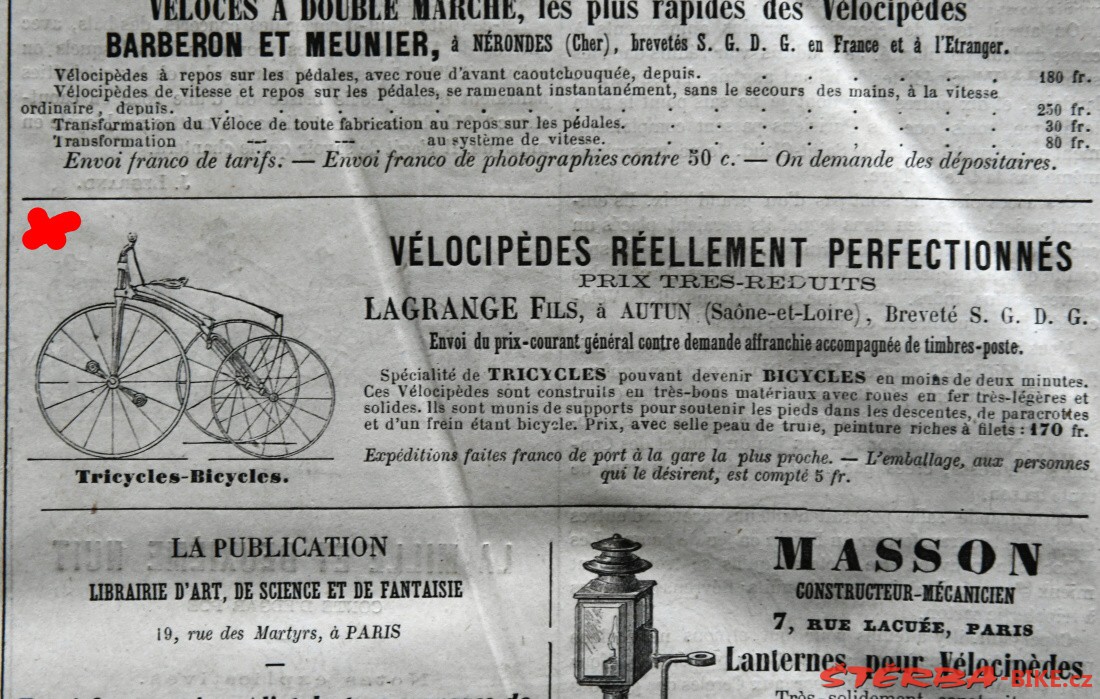 VÉLOCES A DOUBLE MARCHE, les plus rapides des Vélocipèdes
BARBERON ET MEUNIER, à NÉRONDES (Cher), brevetés S. G. D. G. en France et à l'Etranger.
Vélocipèdes à repos sur les pédales, avec roue d'avant caoutchouquée, depuis. . . . . . . 180 fr.
Vélocipèdes de vitesse et repos sur les pédales, se ramenant instantanément, sans le secours des mains, à la vitesse
ordinaire, depuis. . . . . . . . . . . . . . . . 250 fr.
Transformation du Véloce de toute fabrication au repos sur les pédales. . . . . . . . 30 fr.
Transformation — — au système de vitesse. . . . . . . . 80 fr.
Envoi franco de tarifs. — Envoi franco de photographies contre 50 c. — On demande des dépositaires.
VÉLOCIPÈDES RÉELLEMENT PERFECTIONNÉS
PRIX TRES-REDUITS
LAGRANGE FILS, à AUTUN (Saône-et-Loire), Breveté S. G. D. G.
Envoi du prix-courant général contre demande affranchie accompagnée de timbres-poste.
Spécialité de TRICYCLES pouvant devenir BICYCLES en moins de deux minutes.
Ces Vélocipèdes sont construits en très-bons matériaux avec roues en fer très-légères et
solides. Ils sont munis de supports pour soutenir les pieds dans les descentes, de paracrottes
et d'un frein étant bicycle. Prix, avec selle peau de truie, peinture riches à filets : 170 fr.
Expéditions faites franco de port à la gare la plus proche. — L'emballage, aux personnes
qui le désirent, est compté 5 fr.
Tricycles-Bicycles.
LA PUBLICATION
LIBRAIRIE D'ART, DE SCIENCE ET DE FANTAISIE
19, rue des Martyrs, à PARIS
MASSON
CONSTRUCTEUR-MÉCANICIEN
7, RUE LACUÉE, PARIS
Lanternes pour Vélocipèdes
STERBA-BIKE.cz